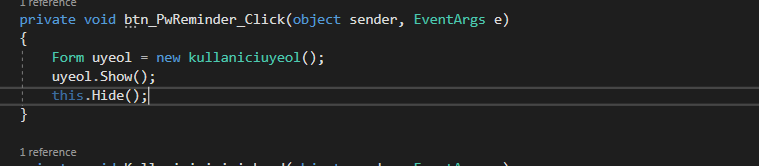 1 reference
private void btn_PwReminder_Click(object sender, EventArgs e)
{
Form uyeol = new kullaniciuyeol();
uyeol.Show();
this.Hide();
}
1 reference